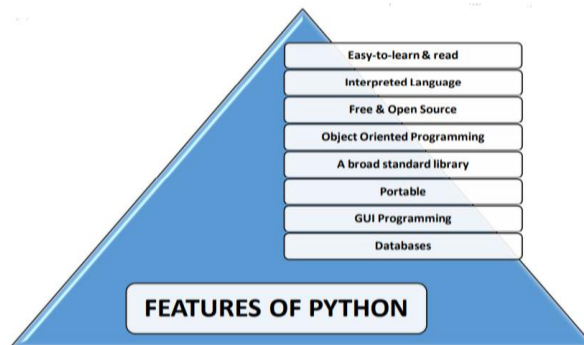 Easy-to-learn & read
Interpreted Language
Free & Open Source
Object Oriented Programming
A broad standard library
Portable
GUI Programming
Databases
FEATURES OF PYTHON